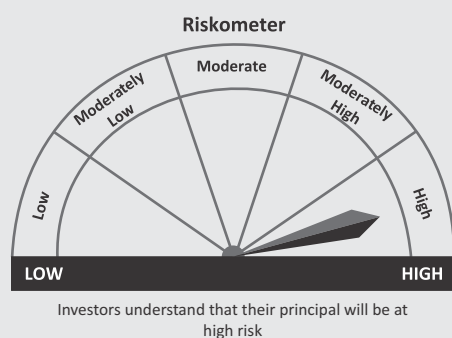 Riskometer
Low
Moderately
Low
Moderate
Moderately
High
High
LOW
HIGH
Investors understand that their principal will be at
high risk